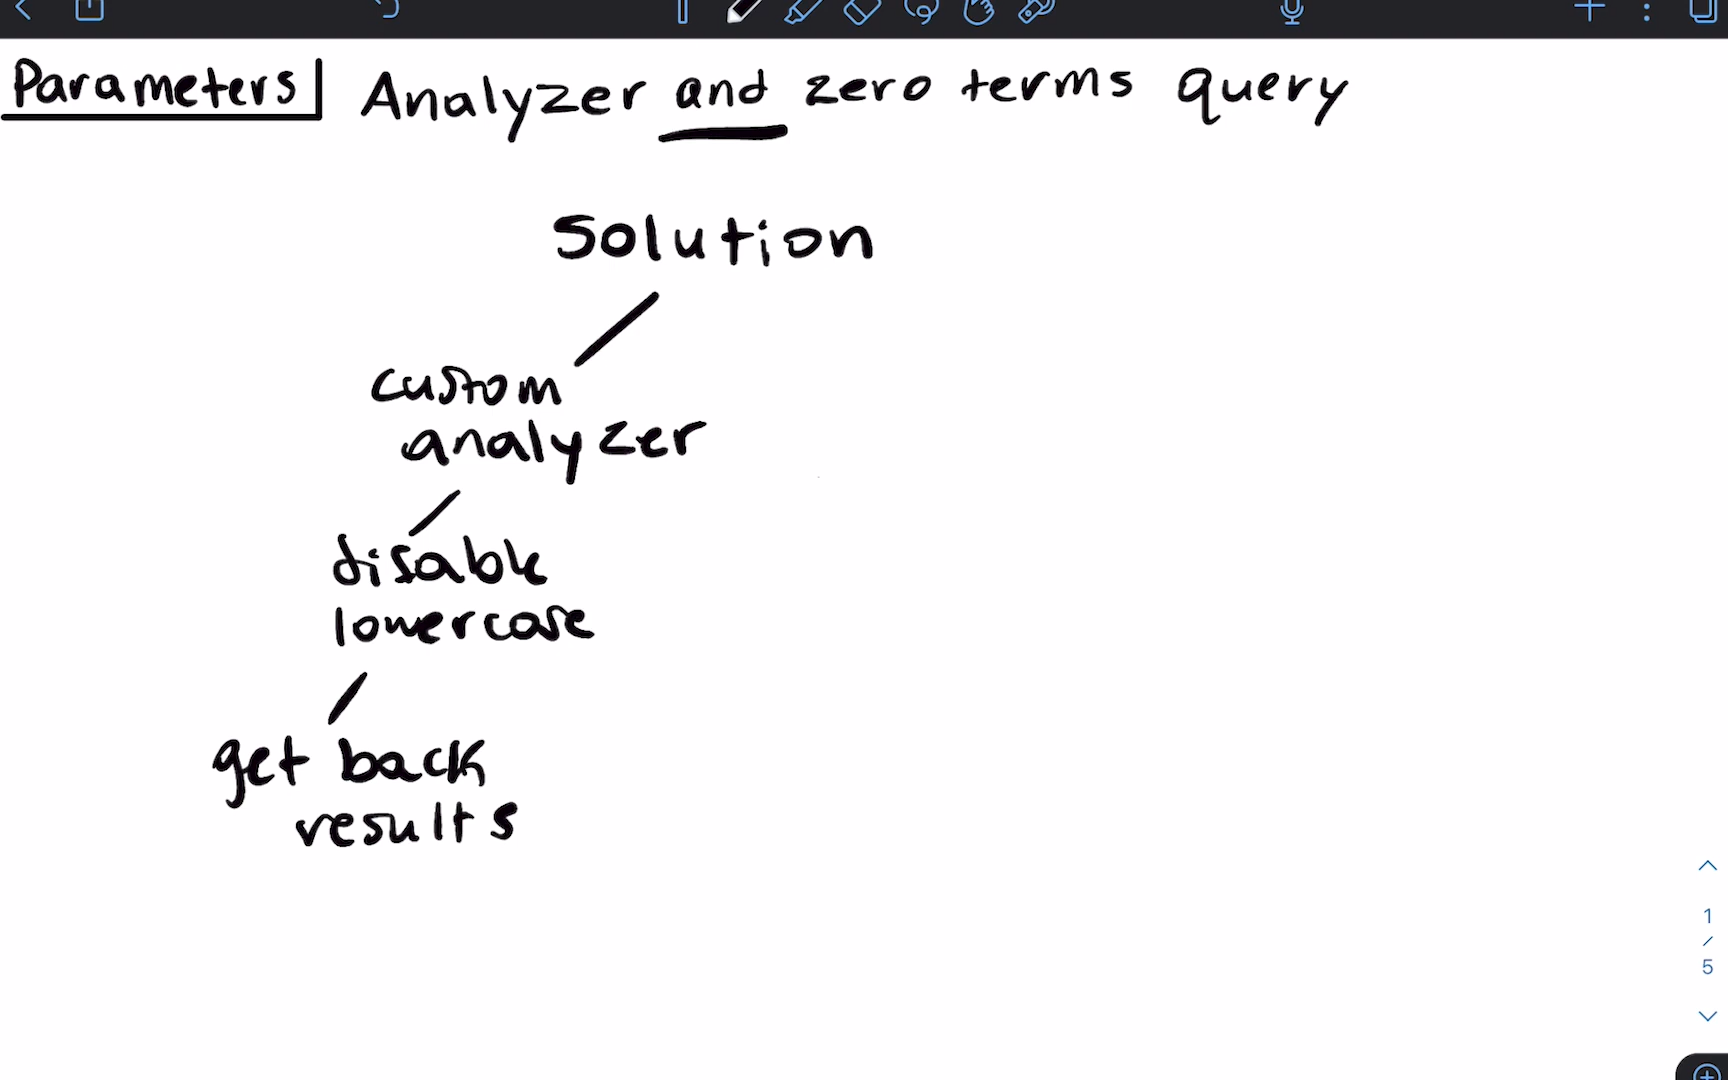 Parameters Analyzer and zero terms query
Solution
custom
analyzer
disable
lowercase
get back
results
1
/
5